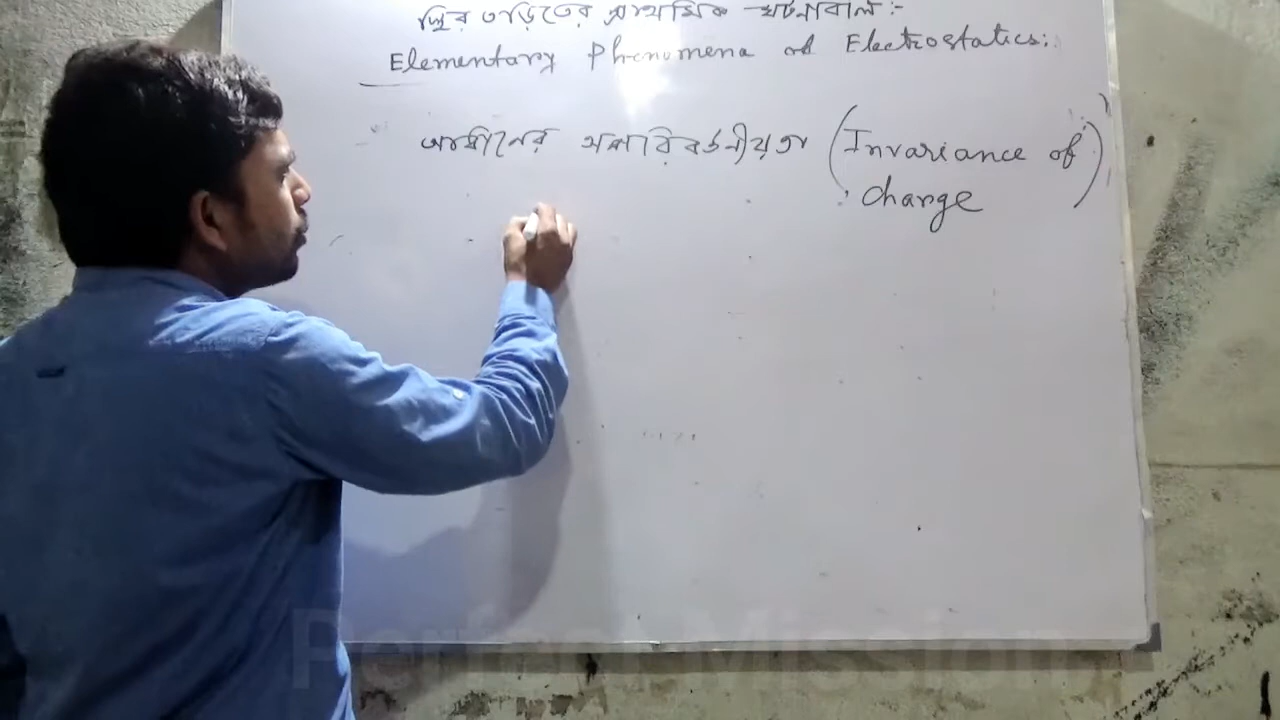 স্থির তড়িতের প্রাথমিক ঘটনাবলি:-
Elementary Phenomena of Electrostatics:
আধানের অপরিবর্তনীয়তা (Invariance of
charge)